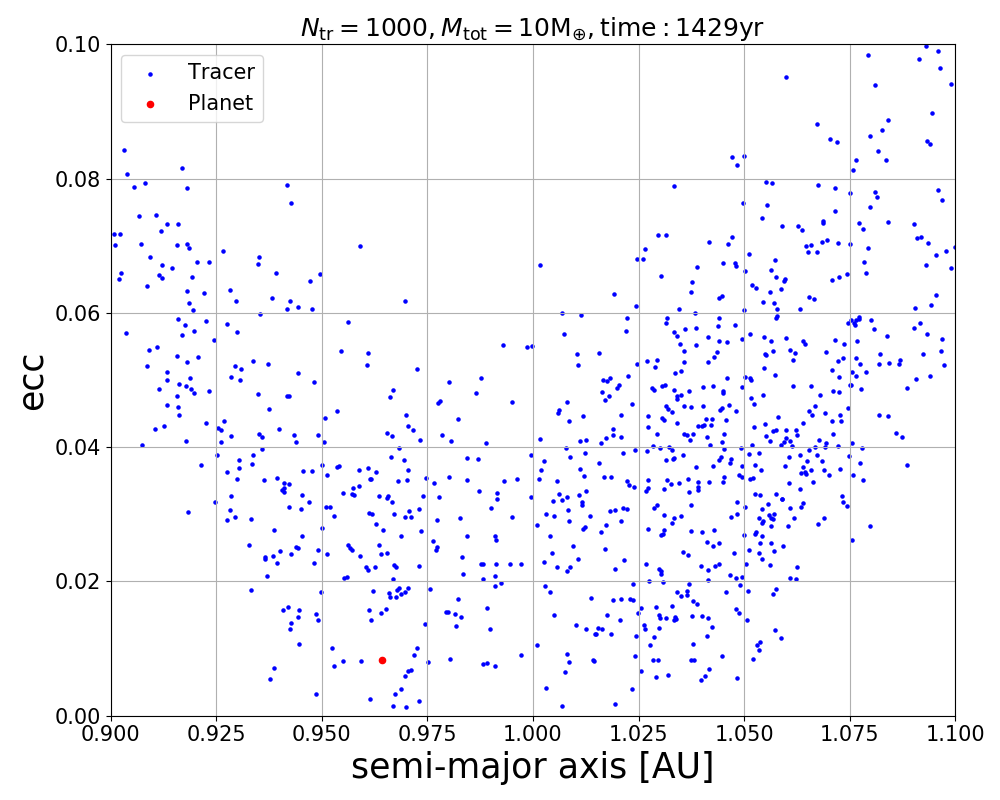 N_tr = 1000, M_tot = 10M_⊕, time : 1429yr
0.10
Tracer
Planet
0.08
0.06
ecc
0.04
0.02
0.00
0.900 0.925 0.950 0.975 1.000 1.025 1.050 1.075 1.100
semi-major axis [AU]